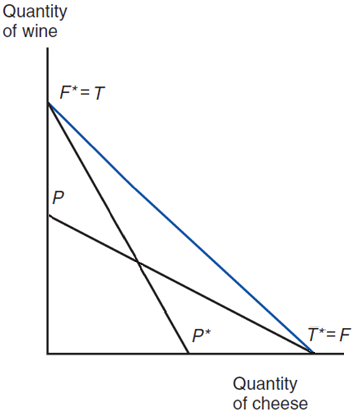 Quantity
of wine
F* = T
P
P*
T* = F
Quantity
of cheese